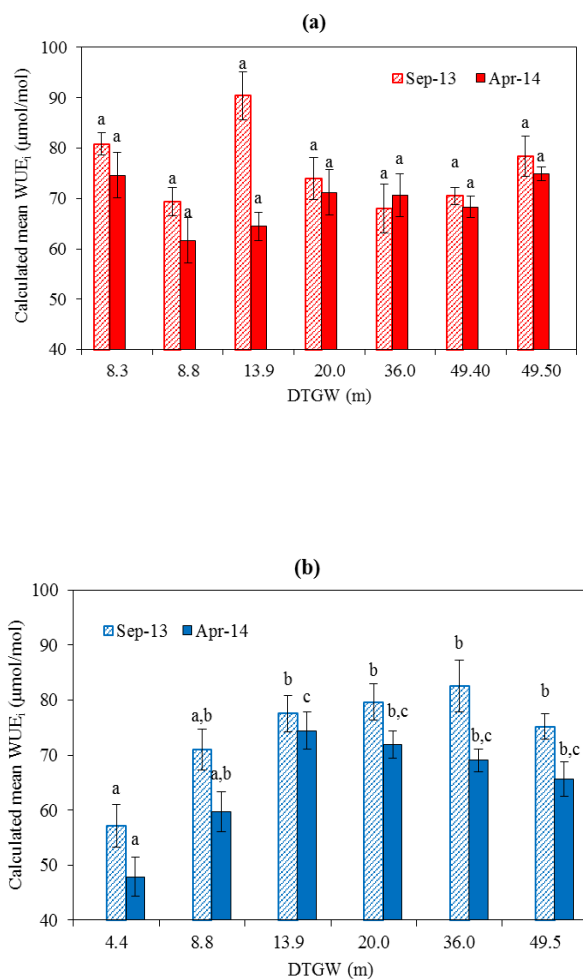 (a)
Calculated mean WUEi (µmol/mol)
100
90
80
70
60
50
40
Sep-13 Apr-14
a a a a a a a a a a a a a a
8.3 8.8 13.9 20.0 36.0 49.40 49.50
DTGW (m)
(b)
Calculated mean WUEi (µmol/mol)
100
90
80
70
60
50
40
Sep-13 Apr-14
a a a,b a,b b c b b,c b b,c b b,c
4.4 8.8 13.9 20.0 36.0 49.5
DTGW (m)